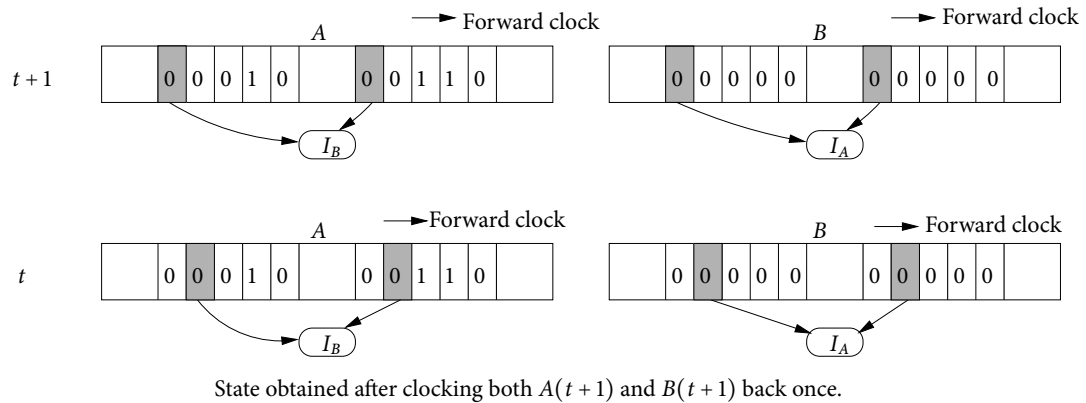 Forward clock Forward clock
A B
t + 1 0 0 0 1 0 0 0 1 1 0 0 0 0 0 0 0 0 0 0 0
I_B I_A
Forward clock Forward clock
A B
t 0 0 0 1 0 0 0 1 1 0 0 0 0 0 0 0 0 0 0 0
I_B I_A
State obtained after clocking both A(t + 1) and B(t + 1) back once.